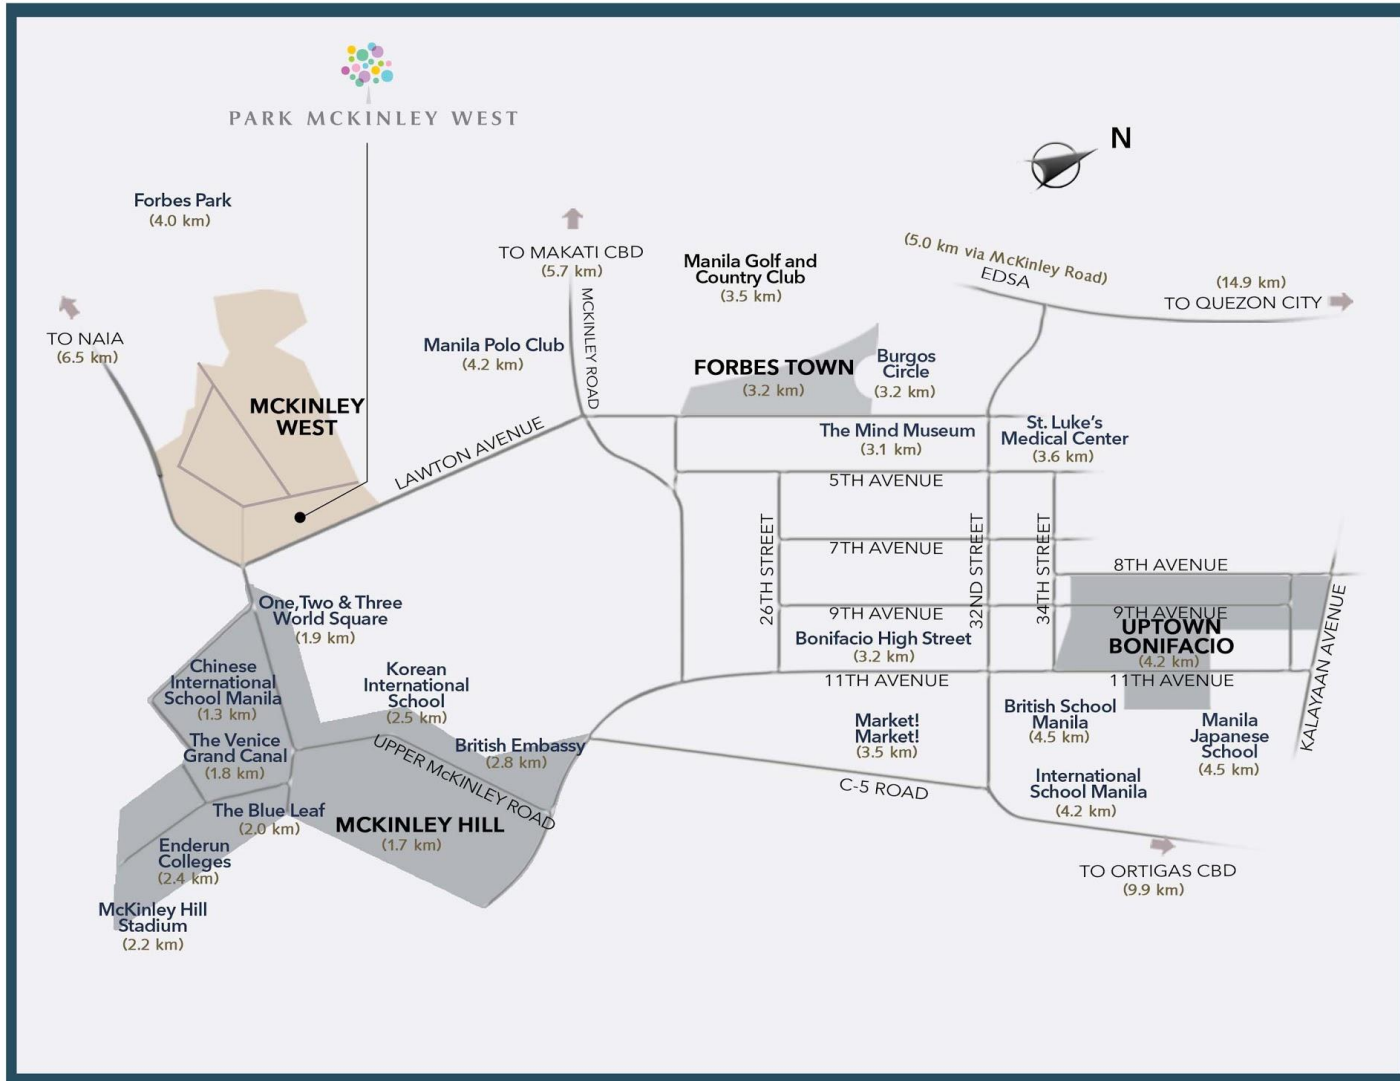 PARK MCKINLEY WEST
N
Forbes Park
(4.0 km)
TO MAKATI CBD
(5.7 km)
Manila Golf and
Country Club
(3.5 km)
(5.0 km via McKinley Road)
EDSA
(14.9 km)
TO QUEZON CITY
TO NAIA
(6.5 km)
MCKINLEY ROAD
Manila Polo Club
(4.2 km)
FORBES TOWN
(3.2 km)
Burgos
Circle
(3.2 km)
MCKINLEY
WEST
LAWTON AVENUE
The Mind Museum
(3.1 km)
St. Luke's
Medical Center
(3.6 km)
5TH AVENUE
26TH STREET
32ND STREET
34TH STREET
7TH AVENUE
8TH AVENUE
9TH AVENUE
9TH AVENUE
UPTOWN
BONIFACIO
(4.2 km)
KALAYAAN AVENUE
One,Two & Three
World Square
(1.9 km)
Bonifacio High Street
(3.2 km)
11TH AVENUE
11TH AVENUE
Chinese
International
School Manila
(1.3 km)
Korean
International
School
(2.5 km)
The Venice
Grand Canal
(1.8 km)
UPPER McKINLEY ROAD
British Embassy
(2.8 km)
Market!
Market!
(3.5 km)
British School
Manila
(4.5 km)
Manila
Japanese
School
(4.5 km)
C-5 ROAD
International
School Manila
(4.2 km)
The Blue Leaf
(2.0 km)
MCKINLEY HILL
(1.7 km)
Enderun
Colleges
(2.4 km)
TO ORTIGAS CBD
(9.9 km)
McKinley Hill
Stadium
(2.2 km)